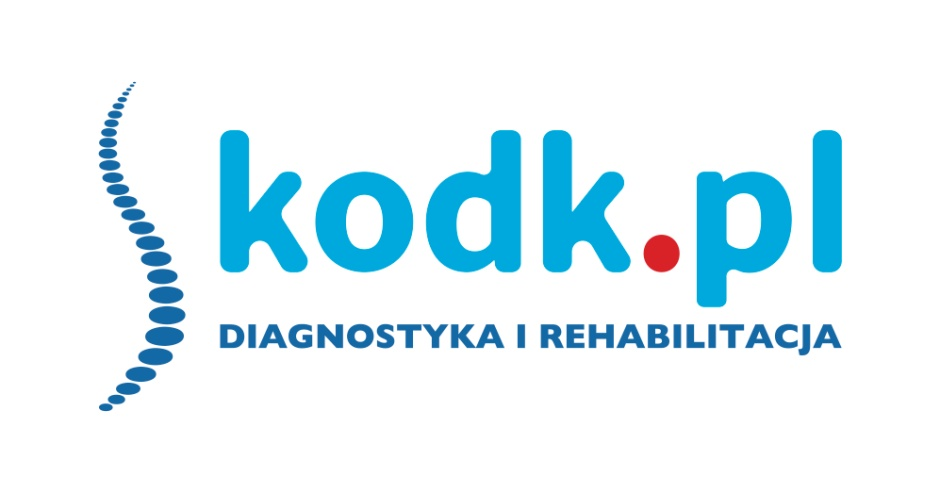 kodk.pl
DIAGNOSTYKA I REHABILITACJA